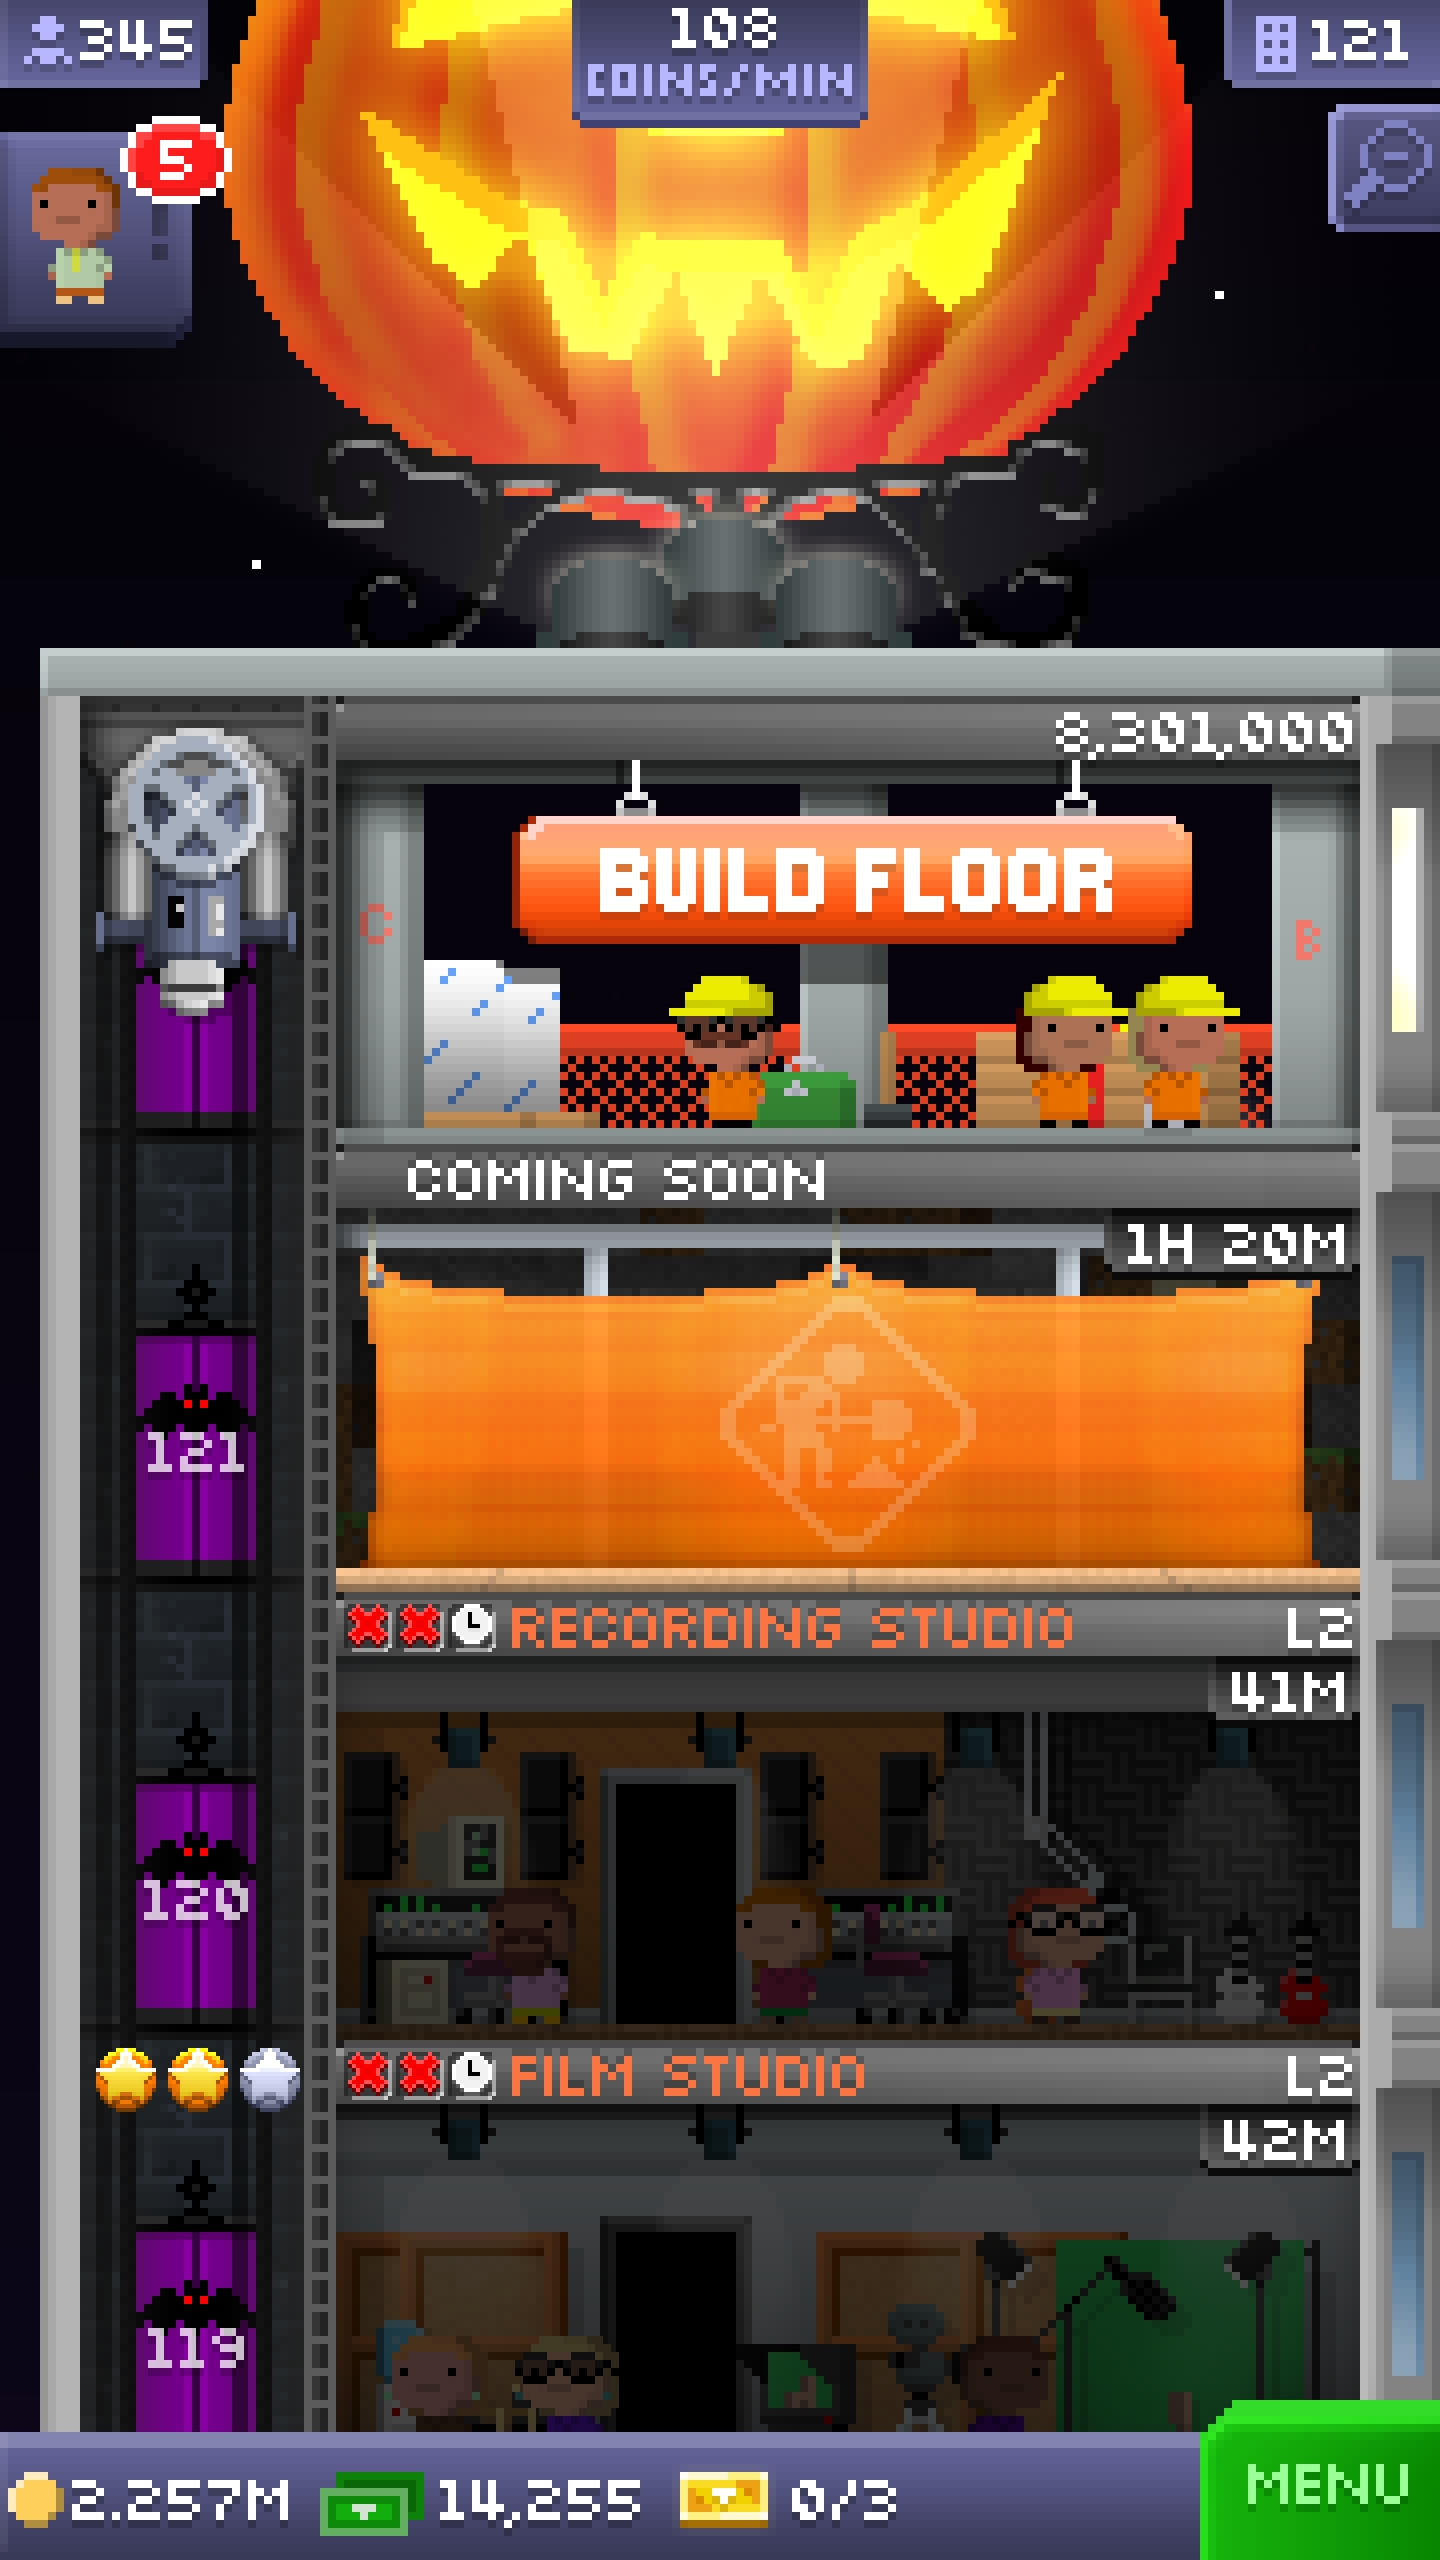 345
108
COINS/MIN
121
5
8,301,000
BUILD FLOOR
C
B
COMING SOON
1H 20M
121
RECORDING STUDIO L2
41M
120
FILM STUDIO L2
42M
119
2.257M 14,255 0/3
MENU